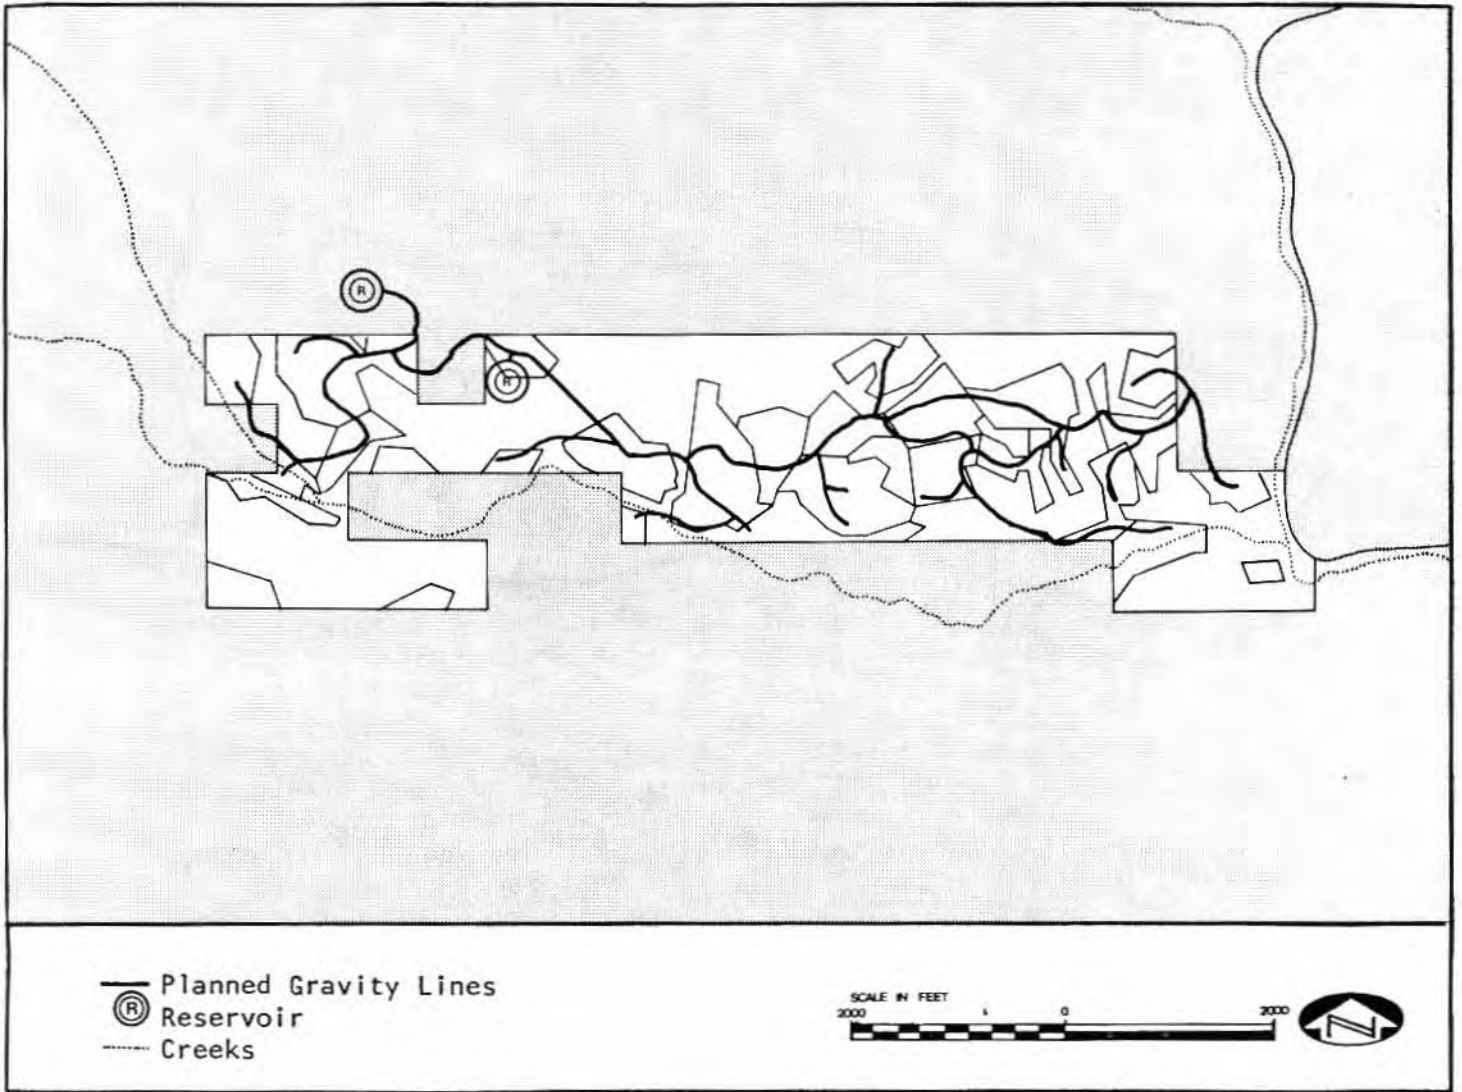 R
R
Planned Gravity Lines
R
Reservoir
Creeks
SCALE IN FEET
2000 0 2000
N